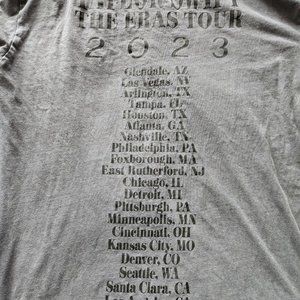 THE ERAS TOUR
2023
Glendale, AZ
Las Vegas, NV
Arlington, TX
Tampa, FL
Houston, TX
Atlanta, GA
Nashville, TN
Philadelphia, PA
Foxborough, MA
East Rutherford, NJ
Chicago, IL
Detroit, MI
Pittsburgh, PA
Minneapolis, MN
Cincinnati, OH
Kansas City, MO
Denver, CO
Seattle, WA
Santa Clara, CA